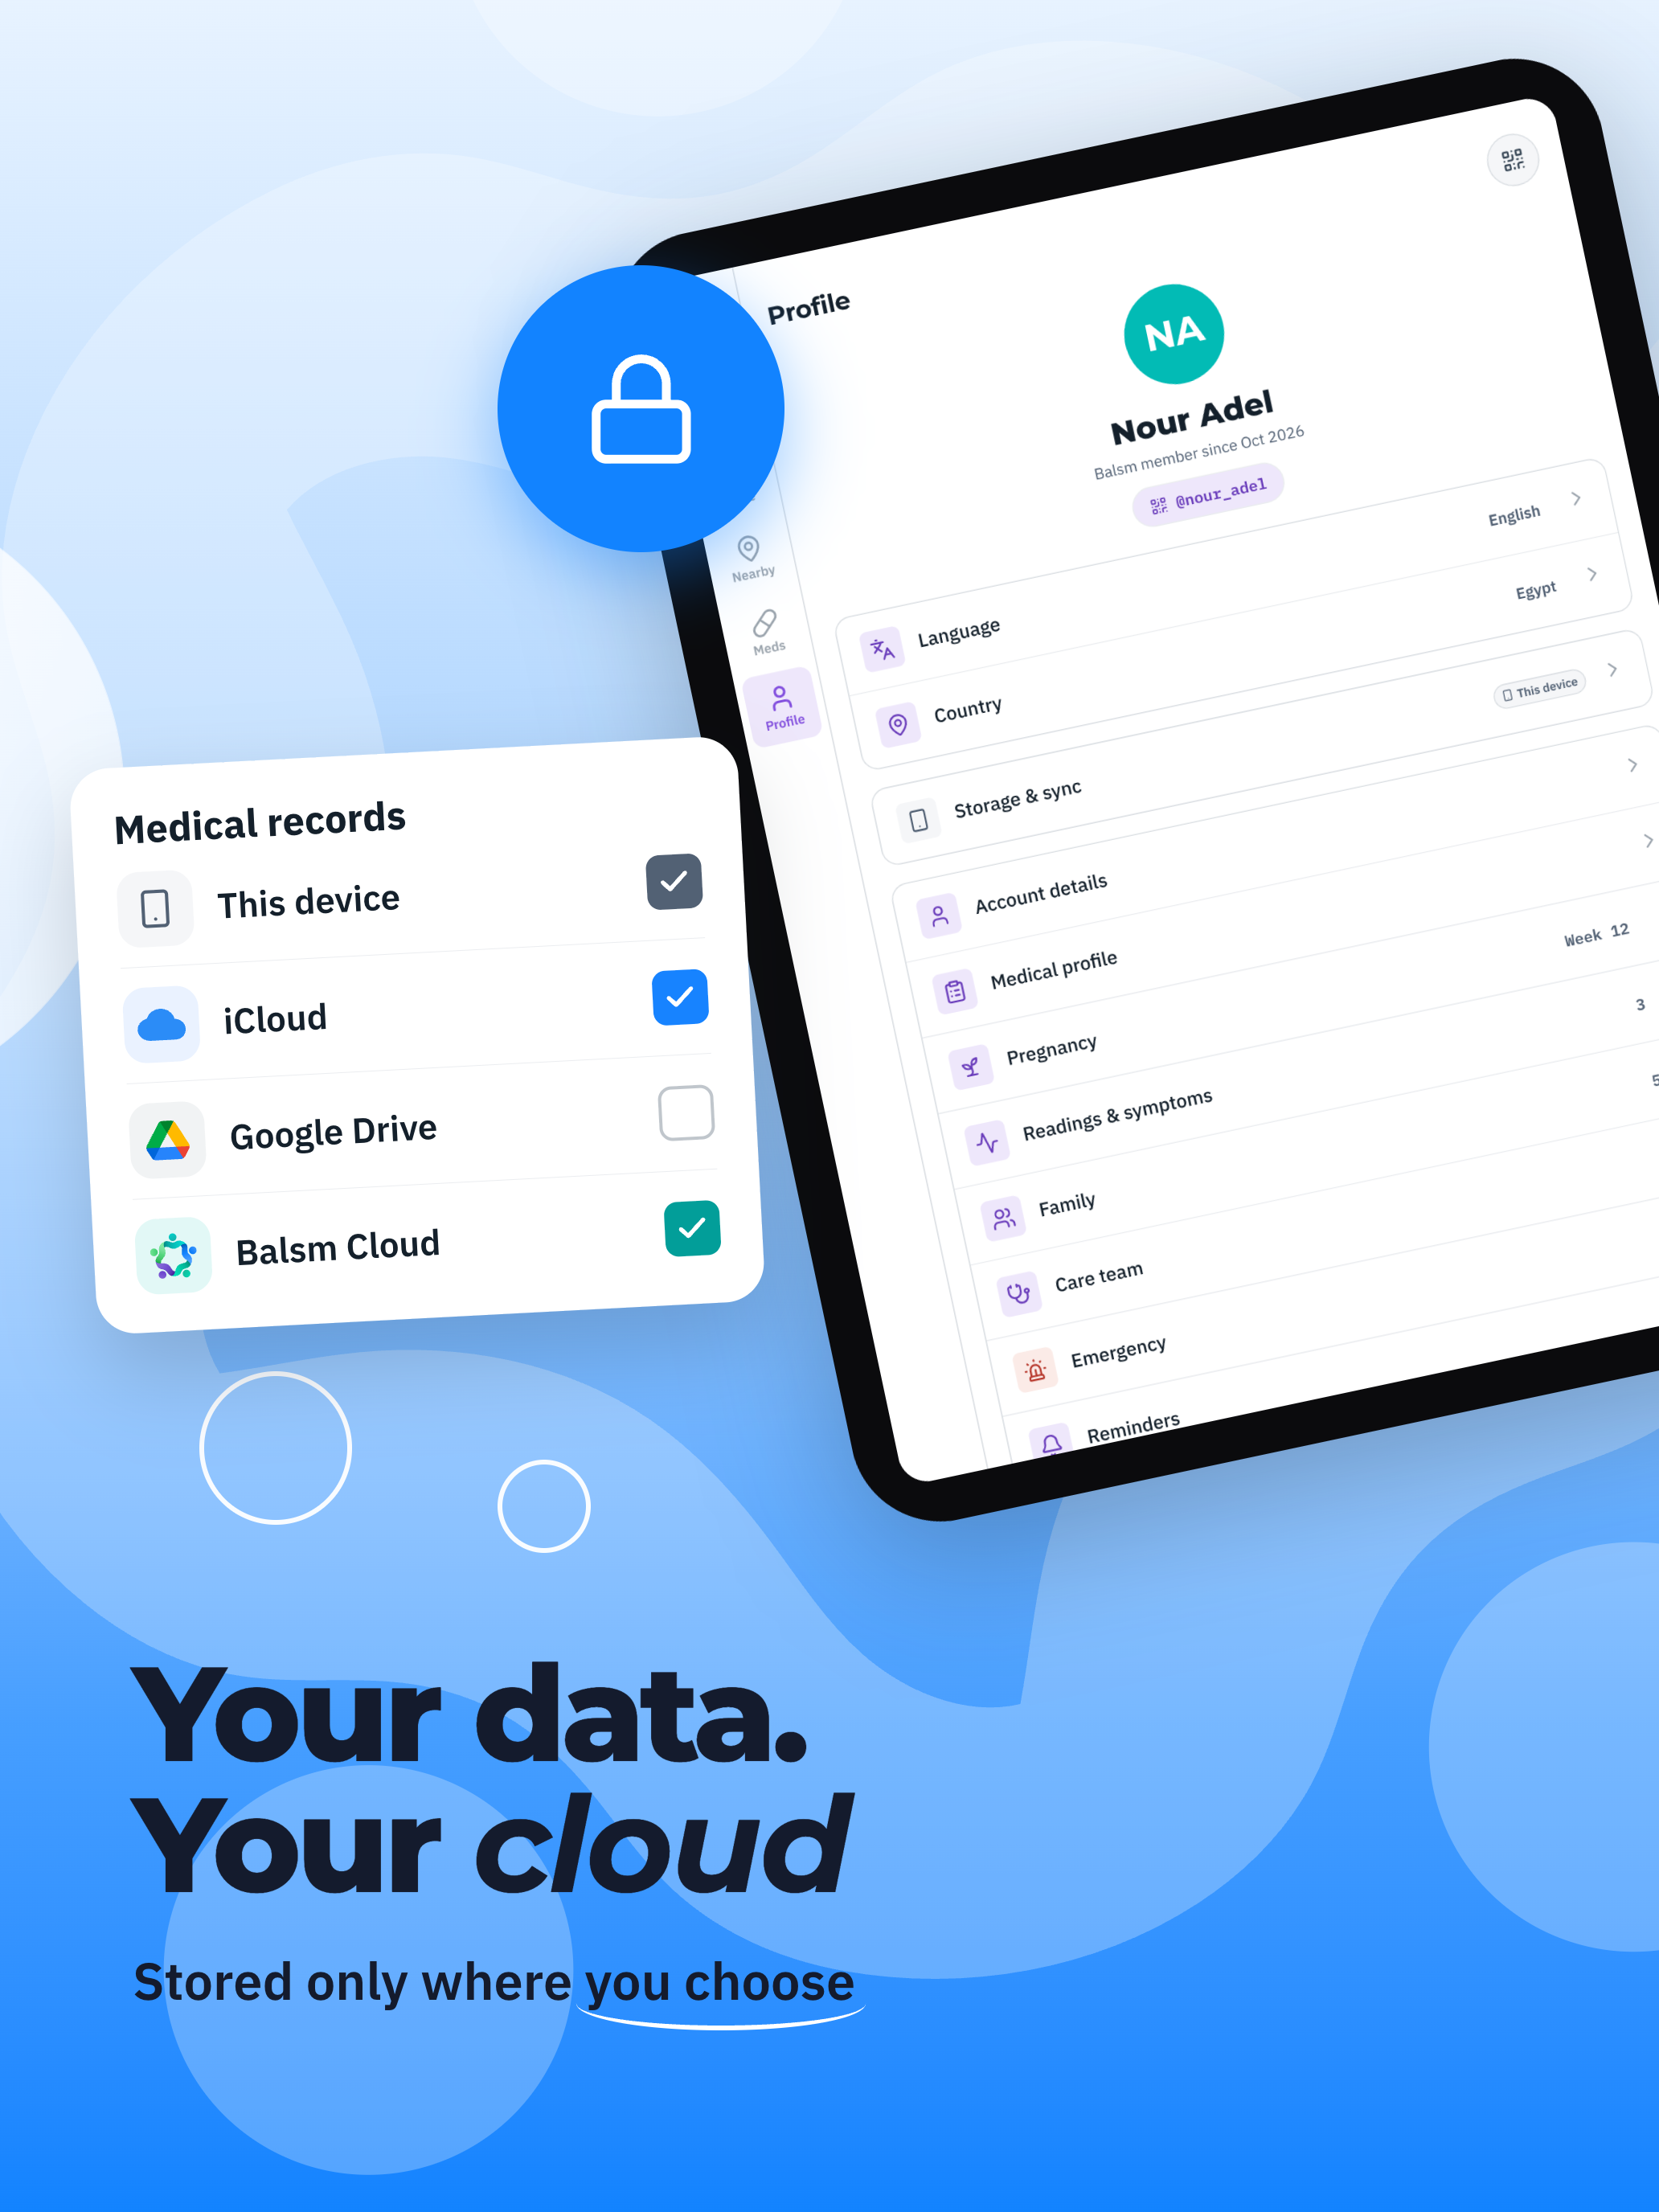 Profile
NA
Nour Adel
Balsm member since Oct 2026
@nour_adel
Nearby
Meds
Profile
Language English
Country Egypt
Storage & sync This device
Account details
Medical profile
Pregnancy Week 12
Readings & symptoms 3
Family 5
Care team
Emergency
Reminders
Medical records
This device
iCloud
Google Drive
Balsm Cloud
Your data.
Your cloud
Stored only where you choose